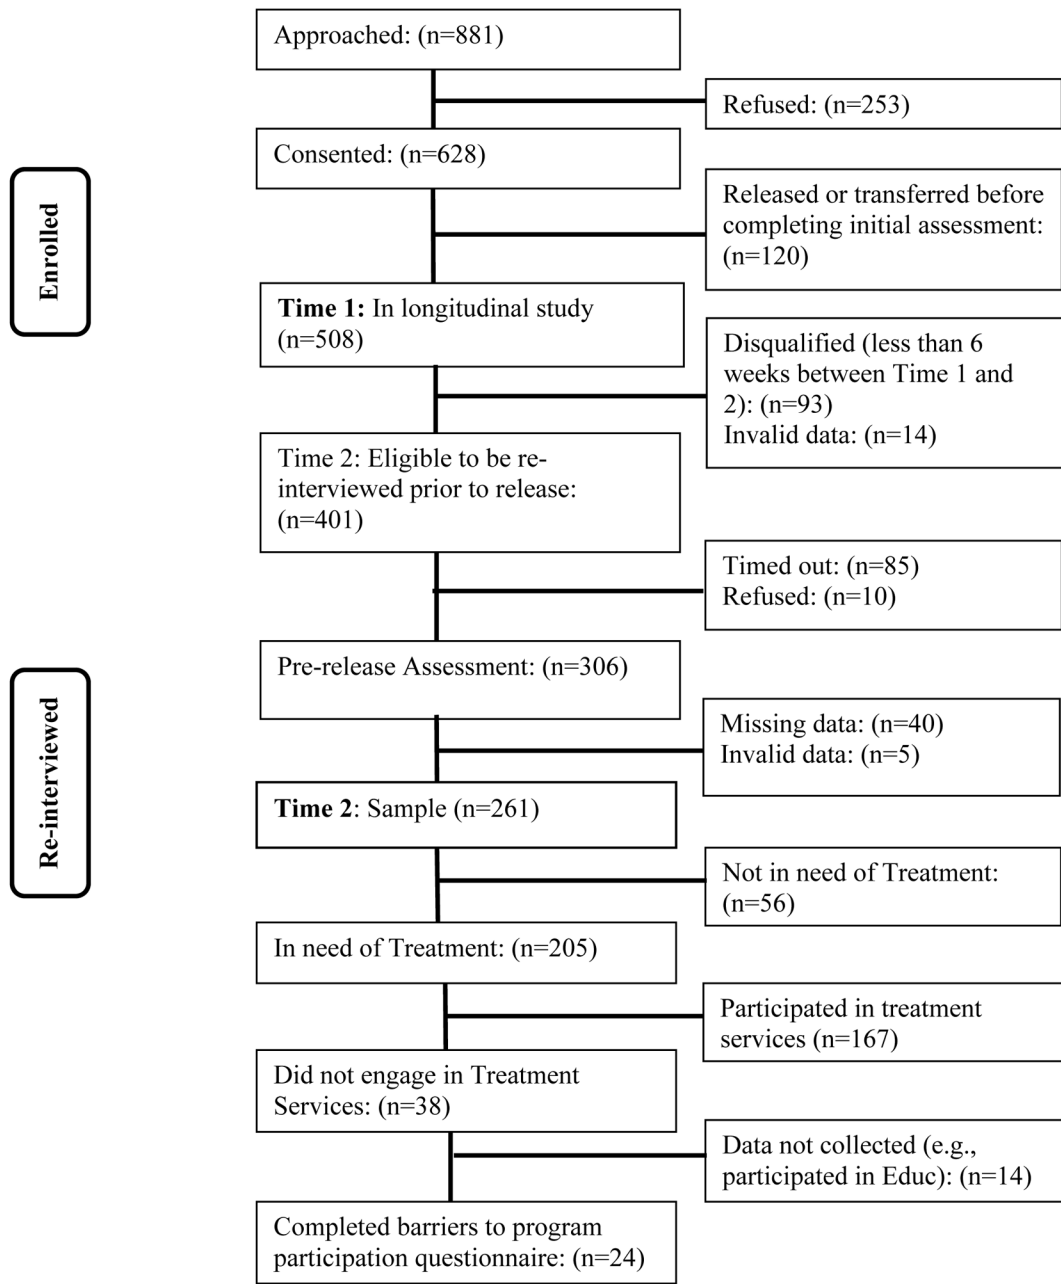 Approached: (n=881)
Refused: (n=253)
Consented: (n=628)
Enrolled
Released or transferred before
completing initial assessment:
(n=120)
Time 1: In longitudinal study
(n=508)
Disqualified (less than 6
weeks between Time 1 and
2): (n=93)
Invalid data: (n=14)
Time 2: Eligible to be re-
interviewed prior to release:
(n=401)
Timed out: (n=85)
Refused: (n=10)
Pre-release Assessment: (n=306)
Re-interviewed
Missing data: (n=40)
Invalid data: (n=5)
Time 2: Sample (n=261)
Not in need of Treatment:
(n=56)
In need of Treatment: (n=205)
Participated in treatment
services (n=167)
Did not engage in Treatment
Services: (n=38)
Data not collected (e.g.,
participated in Educ): (n=14)
Completed barriers to program
participation questionnaire: (n=24)